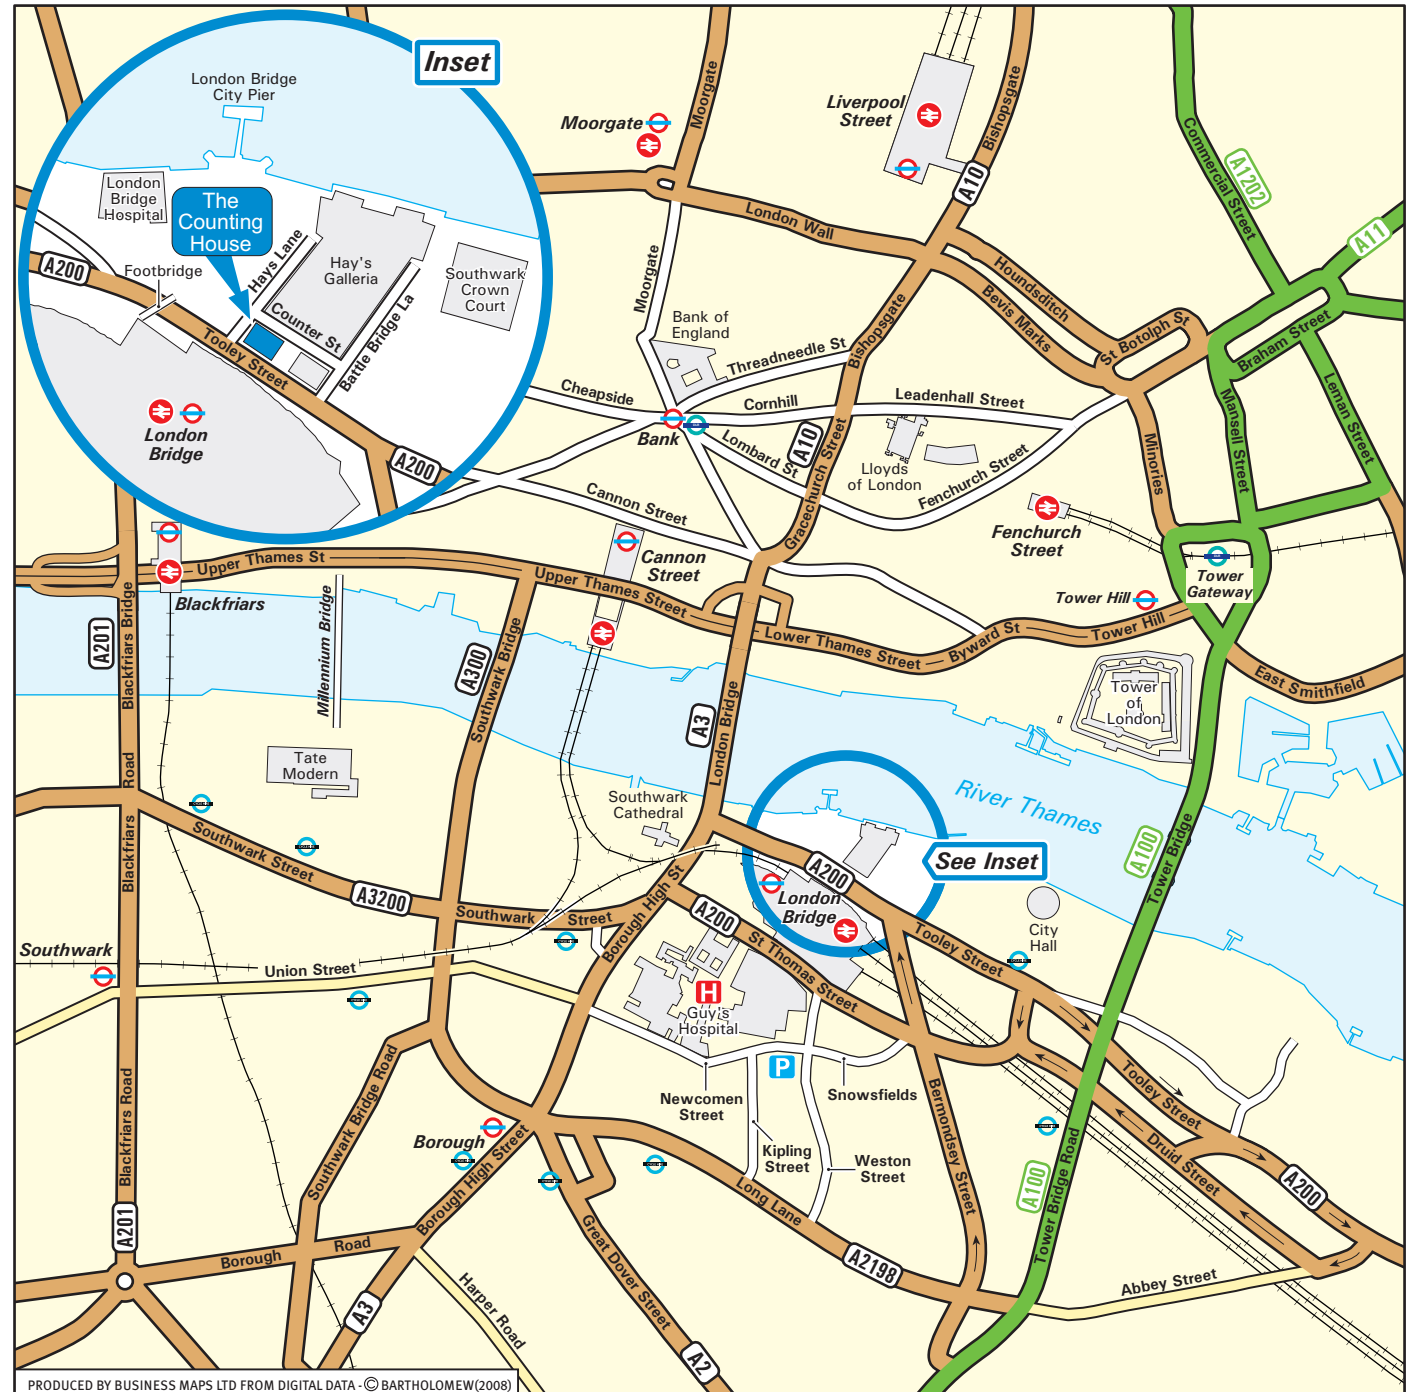 Inset
London Bridge
City Pier
London
Bridge
Hospital
The
Counting
House
Hays Lane
Hay's
Galleria
Southwark
Crown
Court
A200
Footbridge
Counter St
Battle Bridge La
Tooley Street
London
Bridge
A200
Moorgate
Moorgate
Liverpool
Street
Bishopsgate
A10
Commercial Street
A1202
A11
London Wall
Moorgate
Houndsditch
Bevis Marks
St Botolph St
Braham Street
Bank of
England
Threadneedle St
Bishopsgate
Cheapside
Cornhill
Leadenhall Street
Bank
Lombard St
A10
Gracechurch Street
Lloyds
of London
Fenchurch Street
Minories
Mansell Street
Leman Street
Cannon Street
Fenchurch
Street
Upper Thames St
Cannon
Street
Upper Thames Street
Blackfriars
Tower
Gateway
Tower Hill
Lower Thames Street
Byward St
Tower Hill
East Smithfield
A201
Blackfriars Bridge
Millennium Bridge
A300
Southwark Bridge
A3
London Bridge
Tower
of
London
Tate
Modern
River Thames
Southwark
Cathedral
See Inset
A100
Tower Bridge
Blackfriars Road
Southwark Street
A3200
Southwark Street
Borough High St
A200
A200
London
Bridge
City
Hall
Tooley Street
St Thomas Street
Southwark
Union Street
H
Guy's
Hospital
P
Newcomen
Street
Snowsfields
Kipling
Street
Weston
Street
Bermondsey Street
Tooley Street
Druid Street
A200
Tower Bridge Road
A100
Blackfriars Road
Southwark Bridge Road
Borough
Borough High Street
Long Lane
A2198
Great Dover Street
Abbey Street
A201
Borough Road
A3
Harper Road
A2
PRODUCED BY BUSINESS MAPS LTD FROM DIGITAL DATA - © BARTHOLOMEW(2008)